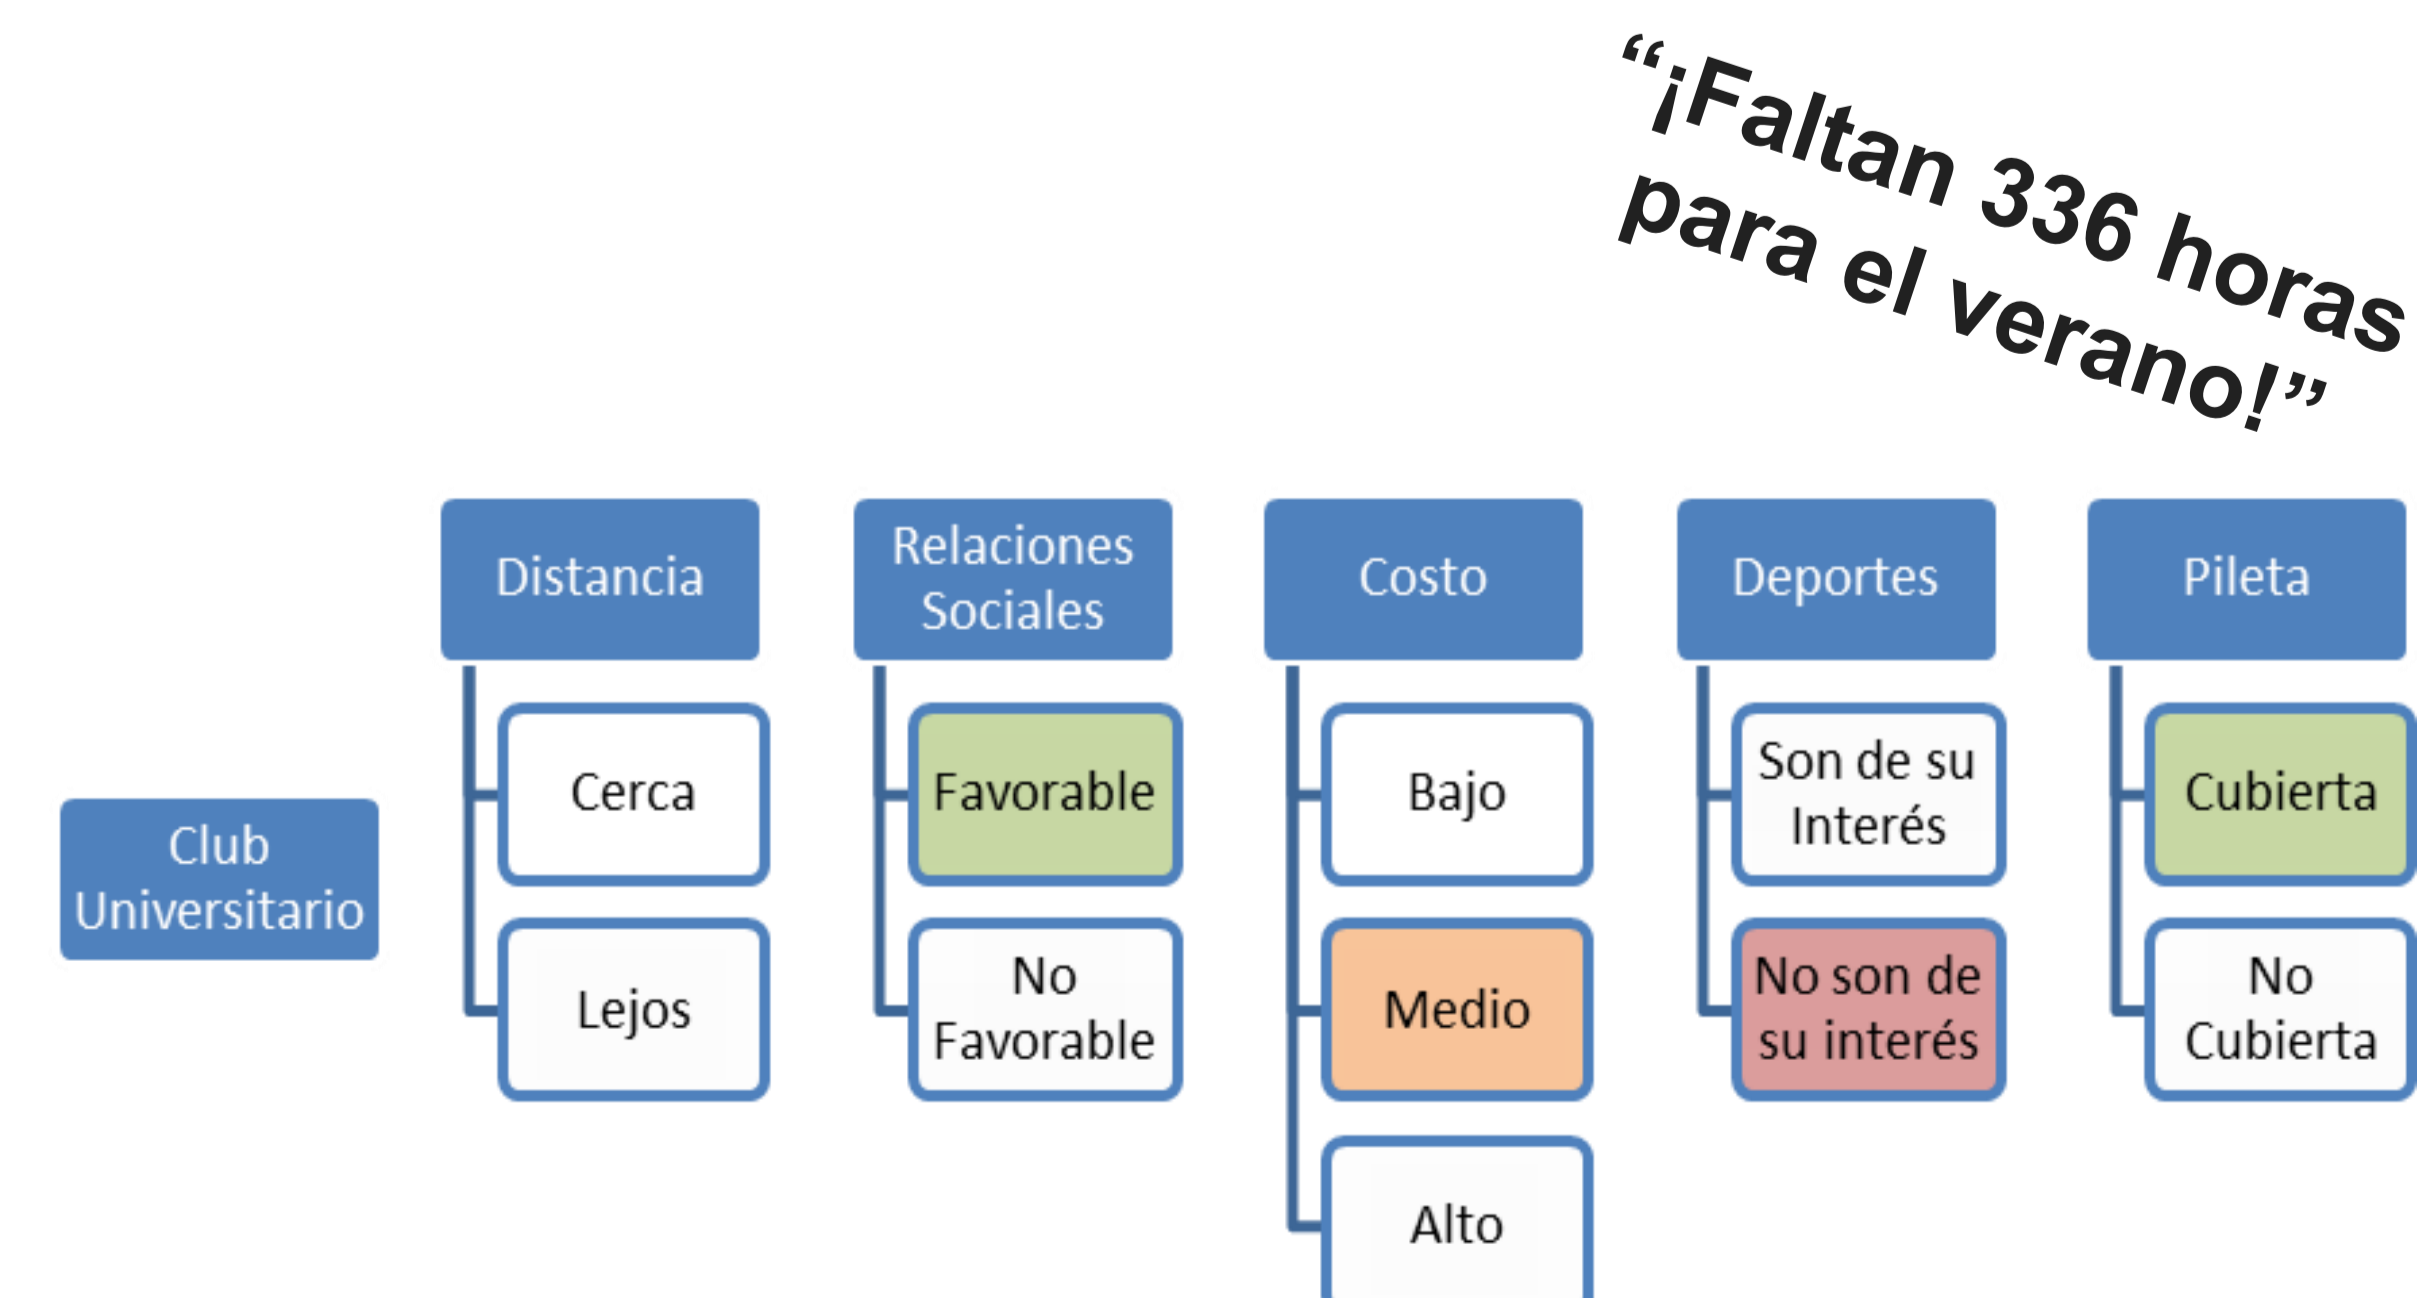 “¡Faltan 336 horas
para el verano!”
Distancia
Relaciones
Sociales
Costo
Deportes
Pileta
Club
Universitario
Cerca
Lejos
Favorable
No
Favorable
Bajo
Medio
Alto
Son de su
Interés
No son de
su interés
Cubierta
No
Cubierta